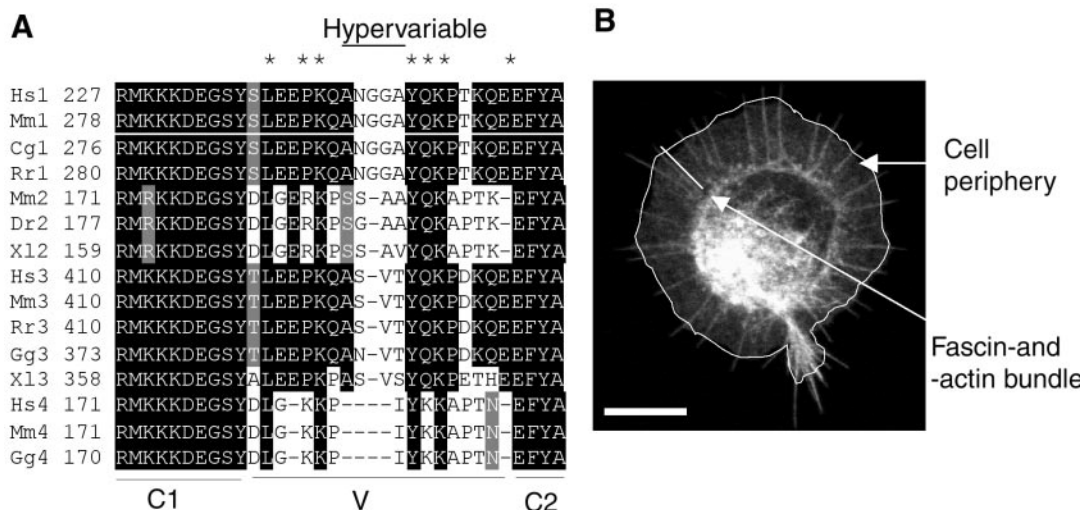 A
Hypervariable
* ** *** *
Hs1 227 RMKKKDEGSYSLEEPKQANGGAYQKPTKQEEFYA
Mm1 278 RMKKKDEGSYSLEEPKQANGGAYQKPTKQEEFYA
Cg1 276 RMKKKDEGSYSLEEPKQANGGAYQKPTKQEEFYA
Rr1 280 RMKKKDEGSYSLEEPKQANGGAYQKPTKQEEFYA
Mm2 171 RMRKKDEGSYDLGERKPSS-AAYQKAPTK-EFYA
Dr2 177 RMRKKDEGSYDLGERKPSG-AAYQKAPTK-EFYA
Xl2 159 RMRKKDEGSYDLGERKPSS-AVYQKAPTK-EFYA
Hs3 410 RMKKKDEGSYTLEEPKQAS-VTYQKPDKQEEFYA
Mm3 410 RMKKKDEGSYTLEEPKQAS-VTYQKPDKQEEFYA
Rr3 410 RMKKKDEGSYTLEEPKQAS-VTYQKPDKQEEFYA
Gg3 373 RMKKKDEGSYTLEEPKQAN-VTYQKPDKQEEFYA
Xl3 358 RMKKKDEGSYALEEPKPAS-VSYQKPETHEEFYA
Hs4 171 RMKKKDEGSYDLG-KKP----IYKKAPTN-EFYA
Mm4 171 RMKKKDEGSYDLG-KKP----IYKKAPTN-EFYA
Gg4 170 RMKKKDEGSYDLG-KKP----IYKKAPTN-EFYA
C1 V C2
B
Cell
periphery
Fascin-and
-actin bundle